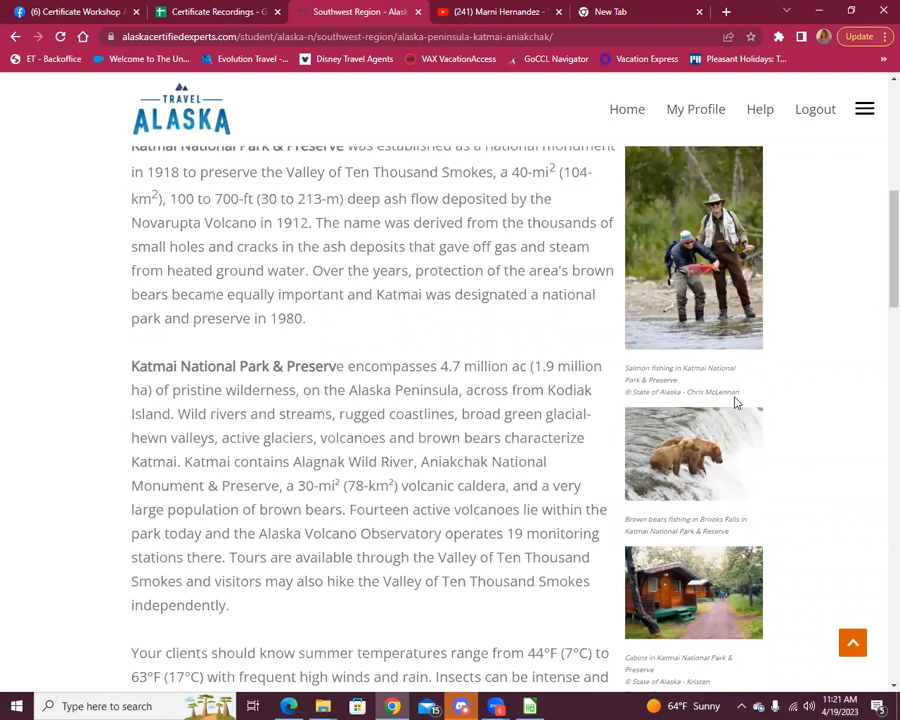 (6) Certificate Workshop A
Certificate Recordings - G
Southwest Region - Alask
(241) Marni Hernandez -
New Tab
alaskacertifiedexperts.com/student/alaska-n/southwest-region/alaska-peninsula-katmai-aniakchak/
Update
ET - Backoffice
Welcome to The Un...
Evolution Travel -...
Disney Travel Agents
VAX VacationAccess
GoCCL Navigator
Vacation Express
Pleasant Holidays: T...
TRAVEL
ALASKA
Home
My Profile
Help
Logout
Katmai National Park & Preserve was established as a national monument
in 1918 to preserve the Valley of Ten Thousand Smokes, a 40-mi² (104-
km²), 100 to 700-ft (30 to 213-m) deep ash flow deposited by the
Novarupta Volcano in 1912. The name was derived from the thousands of
small holes and cracks in the ash deposits that gave off gas and steam
from heated ground water. Over the years, protection of the area's brown
bears became equally important and Katmai was designated a national
park and preserve in 1980.
Katmai National Park & Preserve encompasses 4.7 million ac (1.9 million
ha) of pristine wilderness, on the Alaska Peninsula, across from Kodiak
Island. Wild rivers and streams, rugged coastlines, broad green glacial-
hewn valleys, active glaciers, volcanoes and brown bears characterize
Katmai. Katmai contains Alagnak Wild River, Aniakchak National
Monument & Preserve, a 30-mi² (78-km²) volcanic caldera, and a very
large population of brown bears. Fourteen active volcanoes lie within the
park today and the Alaska Volcano Observatory operates 19 monitoring
stations there. Tours are available through the Valley of Ten Thousand
Smokes and visitors may also hike the Valley of Ten Thousand Smokes
independently.
Your clients should know summer temperatures range from 44°F (7°C) to
63°F (17°C) with frequent high winds and rain. Insects can be intense and
Salmon fishing in Katmai National
Park & Preserve
© State of Alaska - Chris McLennan
Brown bears fishing in Brooks Falls in
Katmai National Park & Reserve
Cabins in Katmai National Park &
Preserve
© State of Alaska - Kristen
Type here to search
15
6
64°F Sunny
11:21 AM
4/19/2023
5